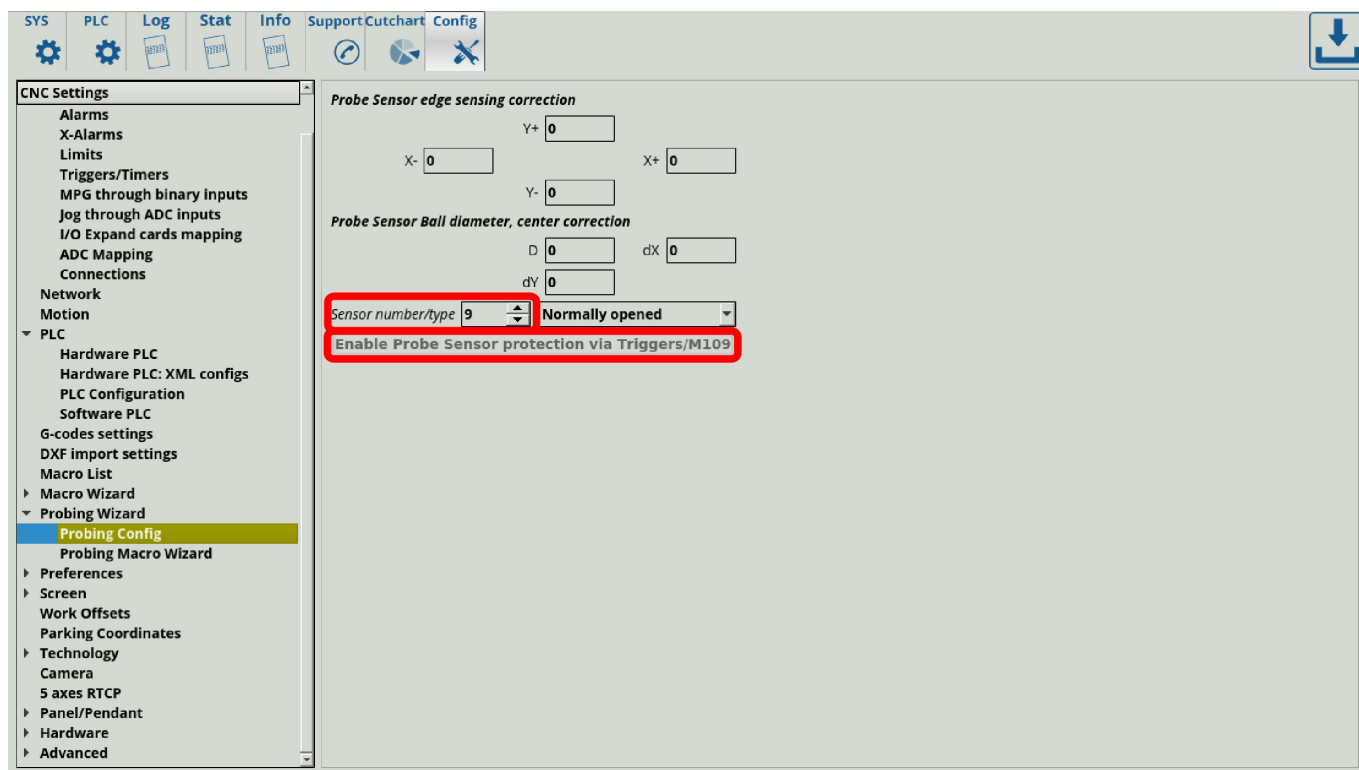 SYS PLC Log Stat Info Support Cutchart Config
CNC Settings
Alarms
X-Alarms
Limits
Triggers/Timers
MPG through binary inputs
Jog through ADC inputs
I/O Expand cards mapping
ADC Mapping
Connections
Network
Motion
PLC
Hardware PLC
Hardware PLC: XML configs
PLC Configuration
Software PLC
G-codes settings
DXF import settings
Macro List
Macro Wizard
Probing Wizard
Probing Config
Probing Macro Wizard
Preferences
Screen
Work Offsets
Parking Coordinates
Technology
Camera
5 axes RTCP
Panel/Pendant
Hardware
Advanced
Probe Sensor edge sensing correction
Y+ 0
X- 0 X+ 0
Y- 0
Probe Sensor Ball diameter, center correction
D 0 dX 0
dY 0
Sensor number/type 9 Normally opened
Enable Probe Sensor protection via Triggers/M109